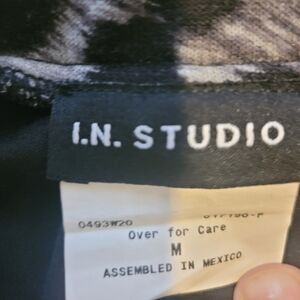 I.N. STUDIO
0493W20
Over for Care
M
ASSEMBLED IN MEXICO